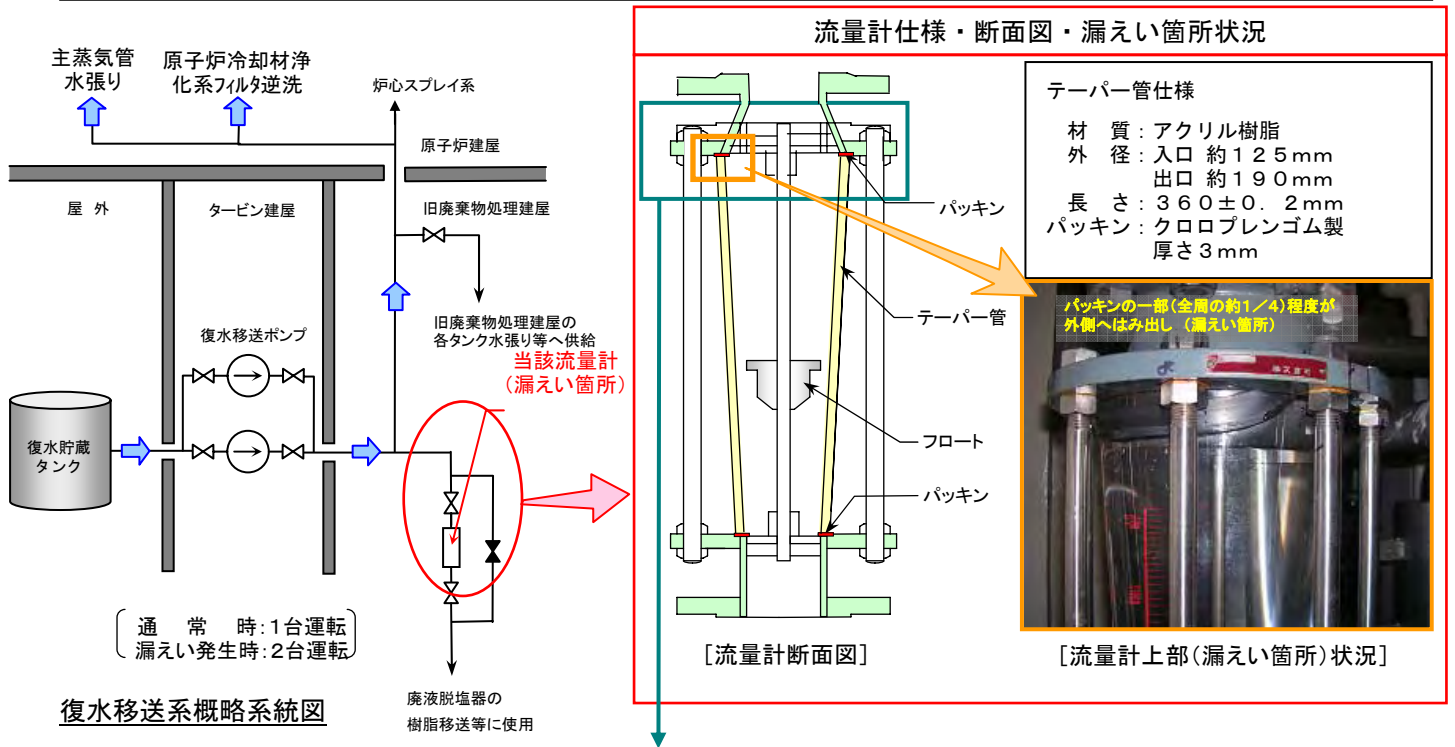 主蒸気管
水張り
原子炉冷却材浄
化系フィルタ逆洗
炉心スプレイ系
原子炉建屋
屋 外
タービン建屋
旧廃棄物処理建屋
旧廃棄物処理建屋の
各タンク水張り等へ供給
復水移送ポンプ
当該流量計
(漏えい箇所)
復水貯蔵
タンク
通 常 時:1台運転
漏えい発生時:2台運転
廃液脱塩器の
樹脂移送等に使用
復水移送系概略系統図
流量計仕様・断面図・漏えい箇所状況
パッキン
テーパー管
フロート
パッキン
[流量計断面図]
テーパー管仕様
材 質:アクリル樹脂
外 径:入口 約125mm
出口 約190mm
長 さ:360±0.2mm
パッキン:クロロプレンゴム製
厚さ3mm
パッキンの一部(全周の約1/4)程度が
外側へはみ出し (漏えい箇所)
[流量計上部(漏えい箇所)状況]